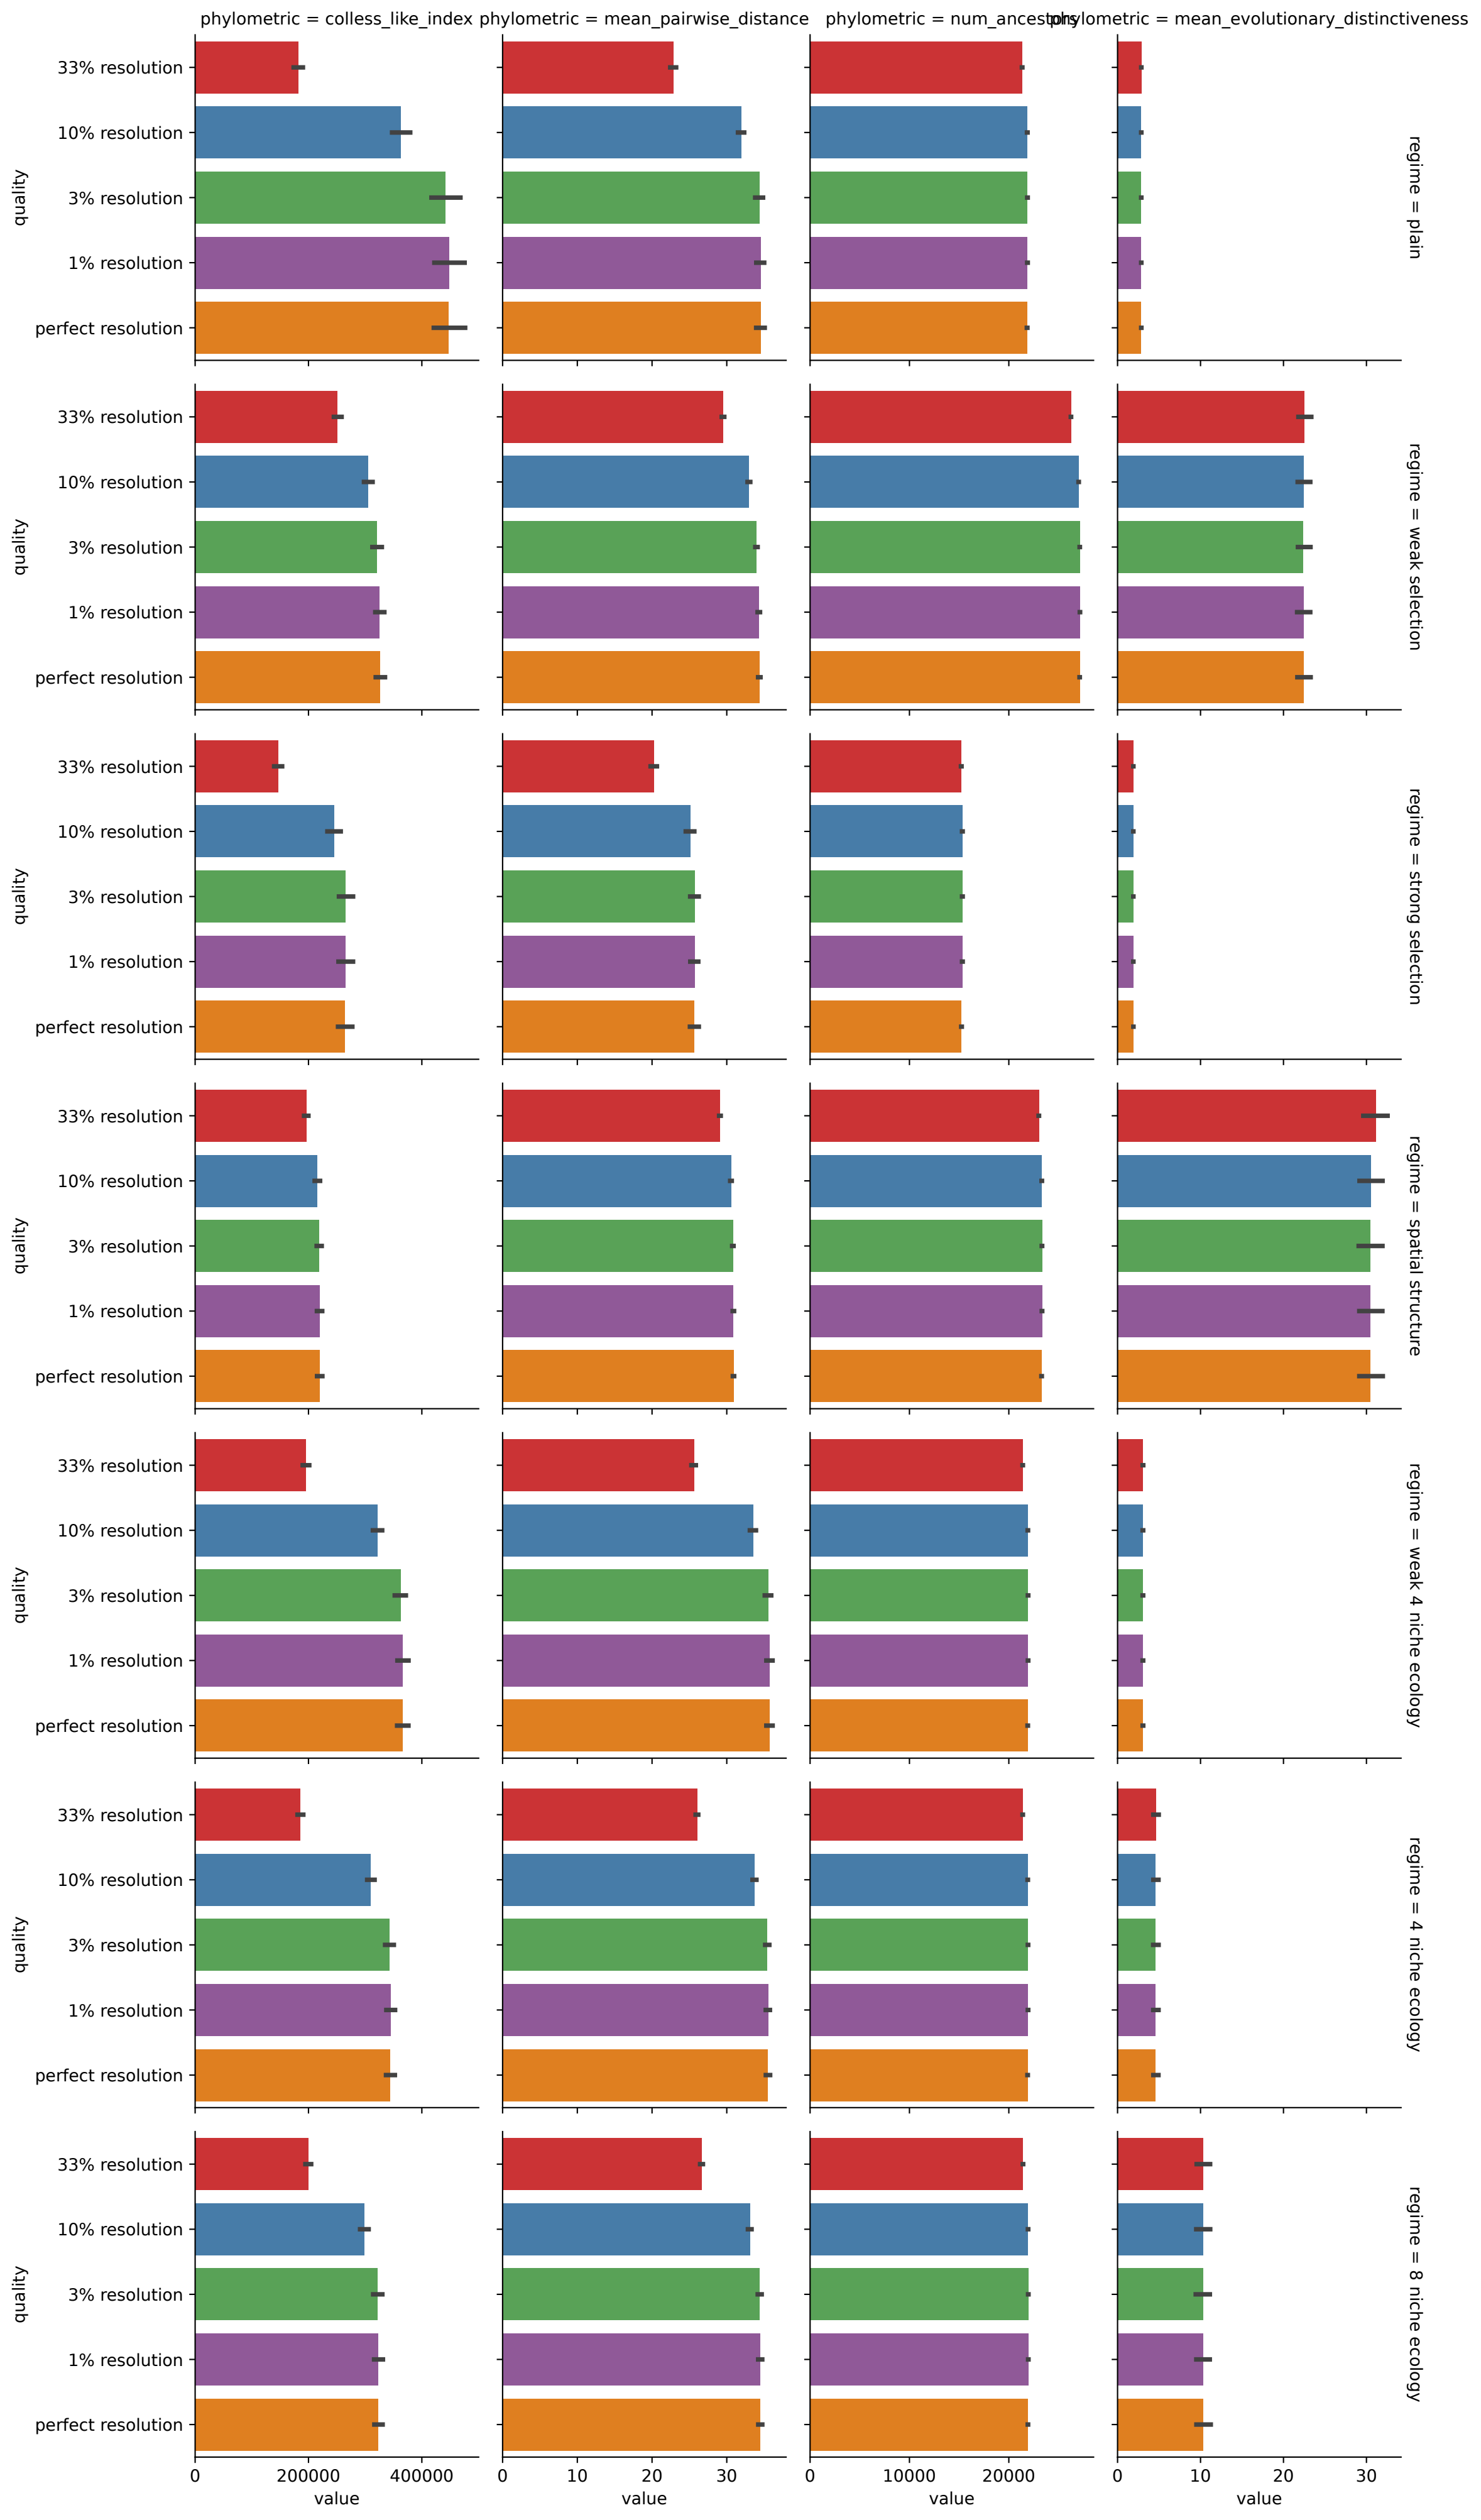 phylometric = colless_like_index phylometric = mean_pairwise_distance phylometric = num_ancestors phylometric = mean_evolutionary_distinctiveness
33% resolution
10% resolution
3% resolution
1% resolution
perfect resolution
quality
regime = plain
33% resolution
10% resolution
3% resolution
1% resolution
perfect resolution
quality
regime = weak selection
33% resolution
10% resolution
3% resolution
1% resolution
perfect resolution
quality
regime = strong selection
33% resolution
10% resolution
3% resolution
1% resolution
perfect resolution
quality
regime = spatial structure
33% resolution
10% resolution
3% resolution
1% resolution
perfect resolution
quality
regime = weak 4 niche ecology
33% resolution
10% resolution
3% resolution
1% resolution
perfect resolution
quality
regime = 4 niche ecology
33% resolution
10% resolution
3% resolution
1% resolution
perfect resolution
quality
regime = 8 niche ecology
0 200000 400000 0 10 20 30 0 10000 20000 0 10 20 30
value value value value